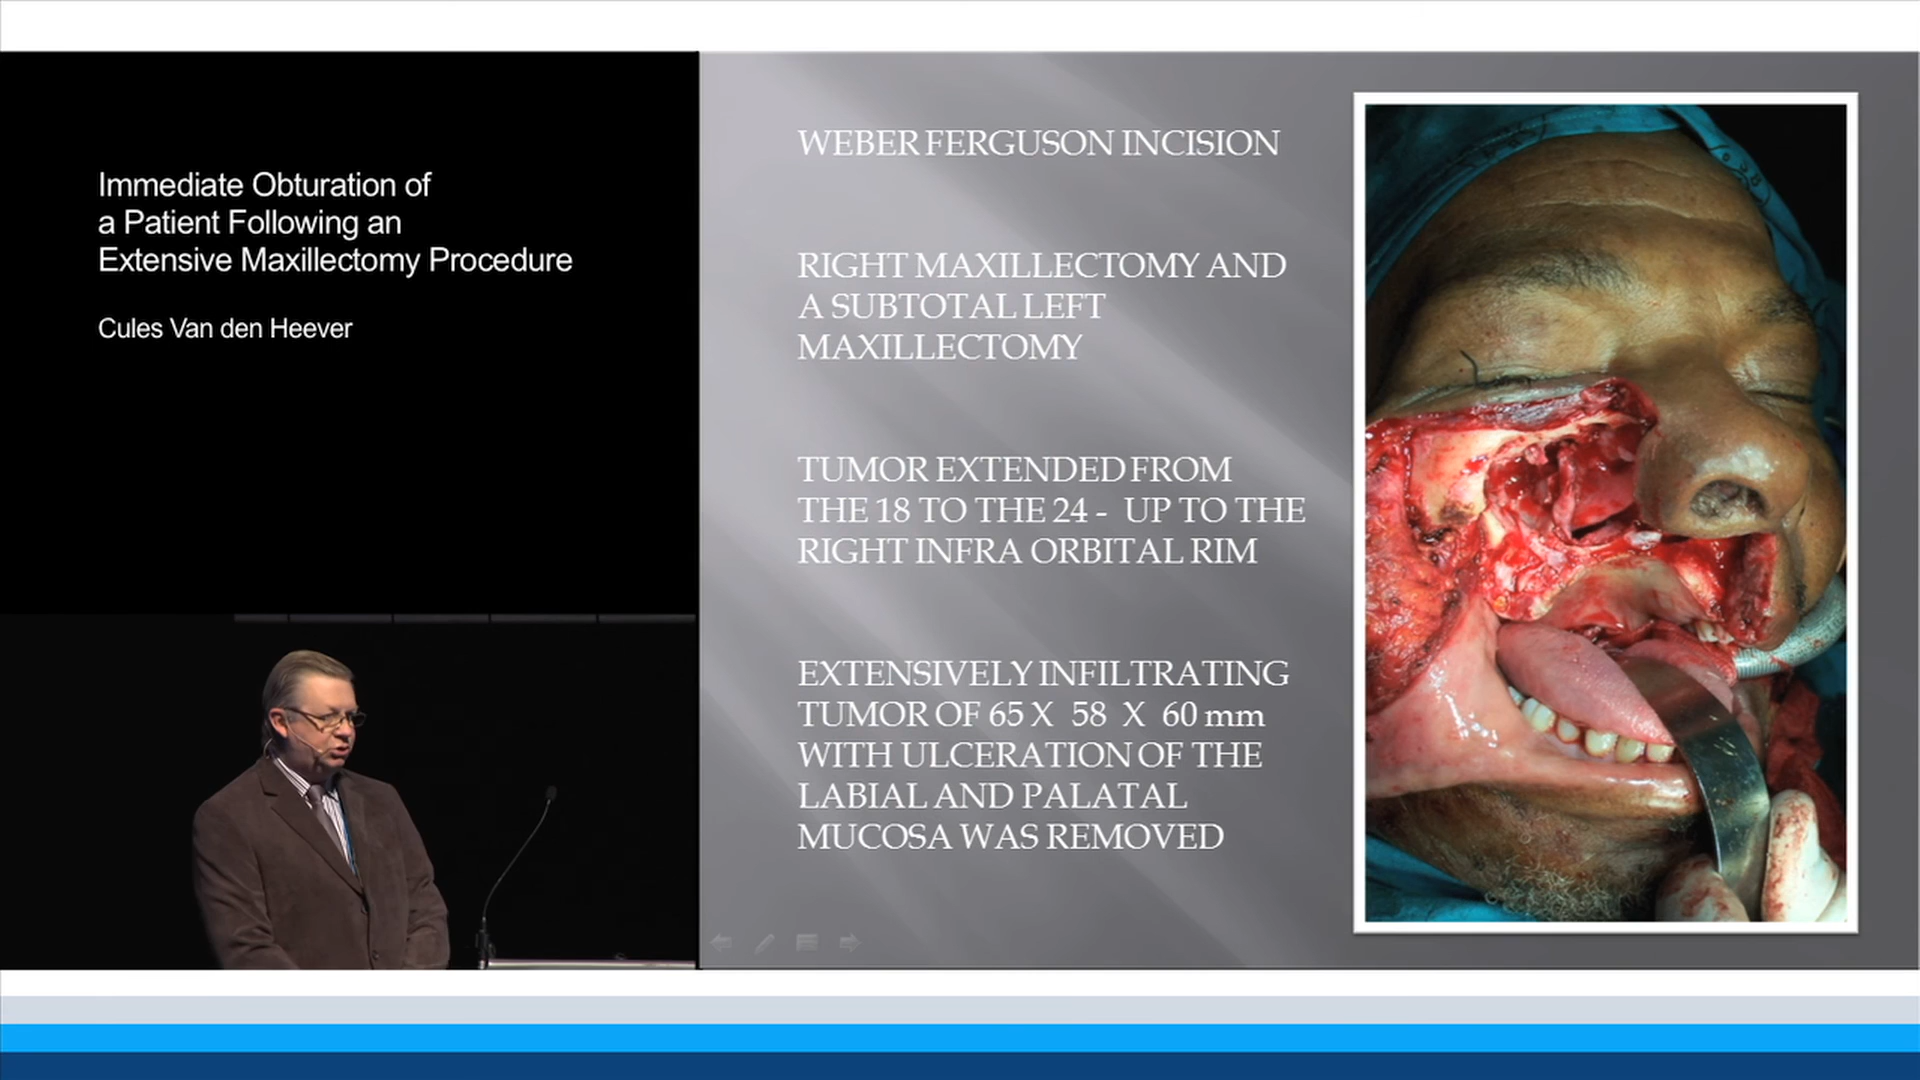 Immediate Obturation of
a Patient Following an
Extensive Maxillectomy Procedure
Cules Van den Heever
WEBER FERGUSON INCISION
RIGHT MAXILLECTOMY AND
A SUBTOTAL LEFT
MAXILLECTOMY
TUMOR EXTENDED FROM
THE 18 TO THE 24 - UP TO THE
RIGHT INFRA ORBITAL RIM
EXTENSIVELY INFILTRATING
TUMOR OF 65 X 58 X 60 mm
WITH ULCERATION OF THE
LABIAL AND PALATAL
MUCOSA WAS REMOVED